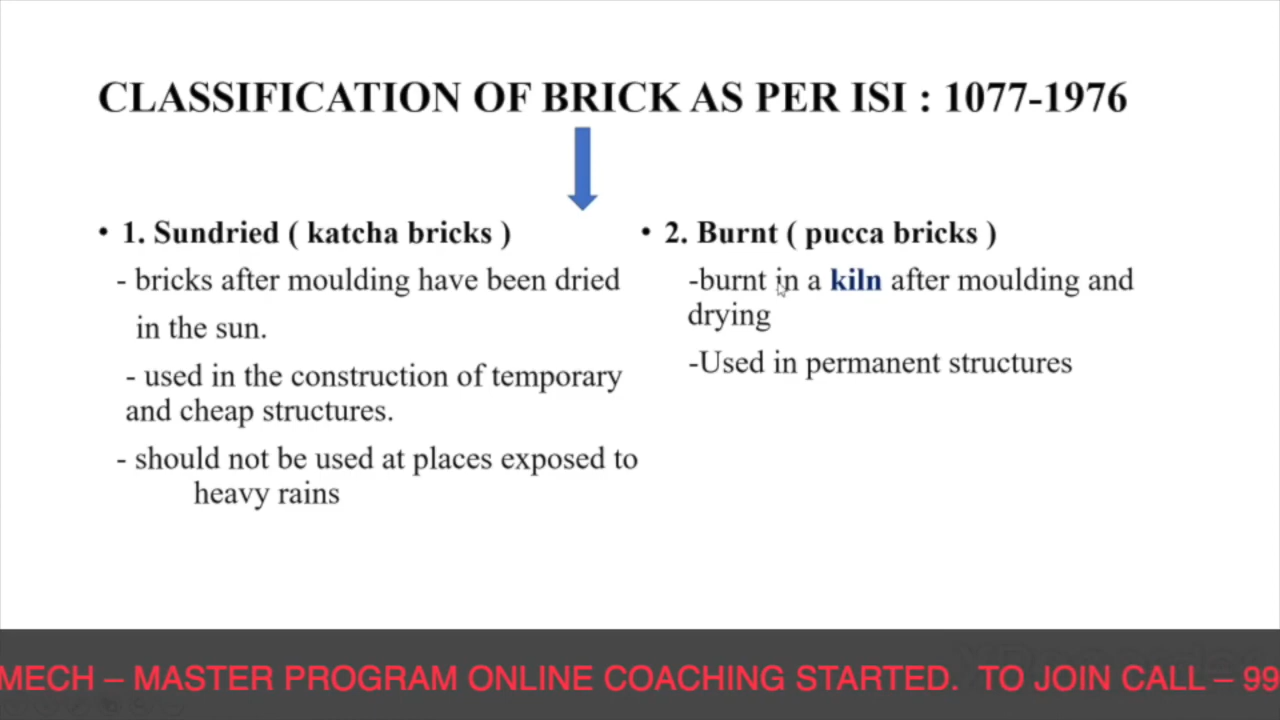 CLASSIFICATION OF BRICK AS PER ISI : 1077-1976
• 1. Sundried ( katcha bricks )
- bricks after moulding have been dried
in the sun.
- used in the construction of temporary
and cheap structures.
- should not be used at places exposed to
heavy rains
• 2. Burnt ( pucca bricks )
-burnt in a kiln after moulding and
drying
-Used in permanent structures
MECH – MASTER PROGRAM ONLINE COACHING STARTED. TO JOIN CALL – 99